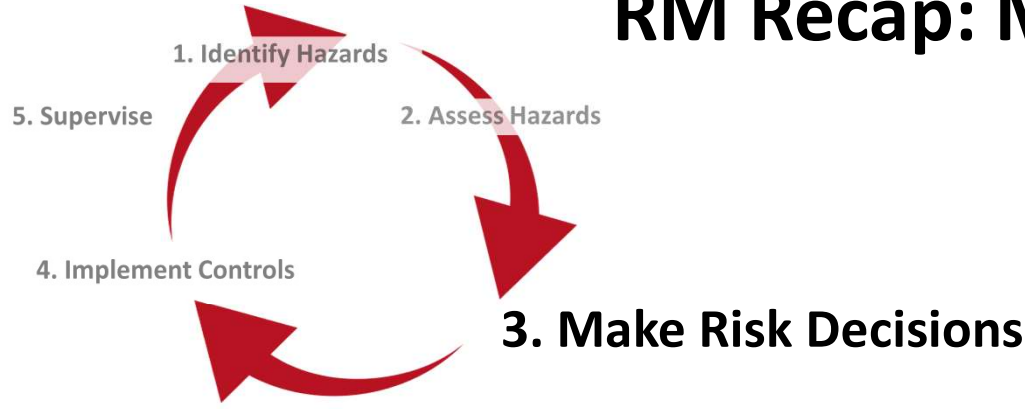 RM Recap:
1. Identify Hazards
5. Supervise
2. Assess Hazards
4. Implement Controls
3. Make Risk Decisions